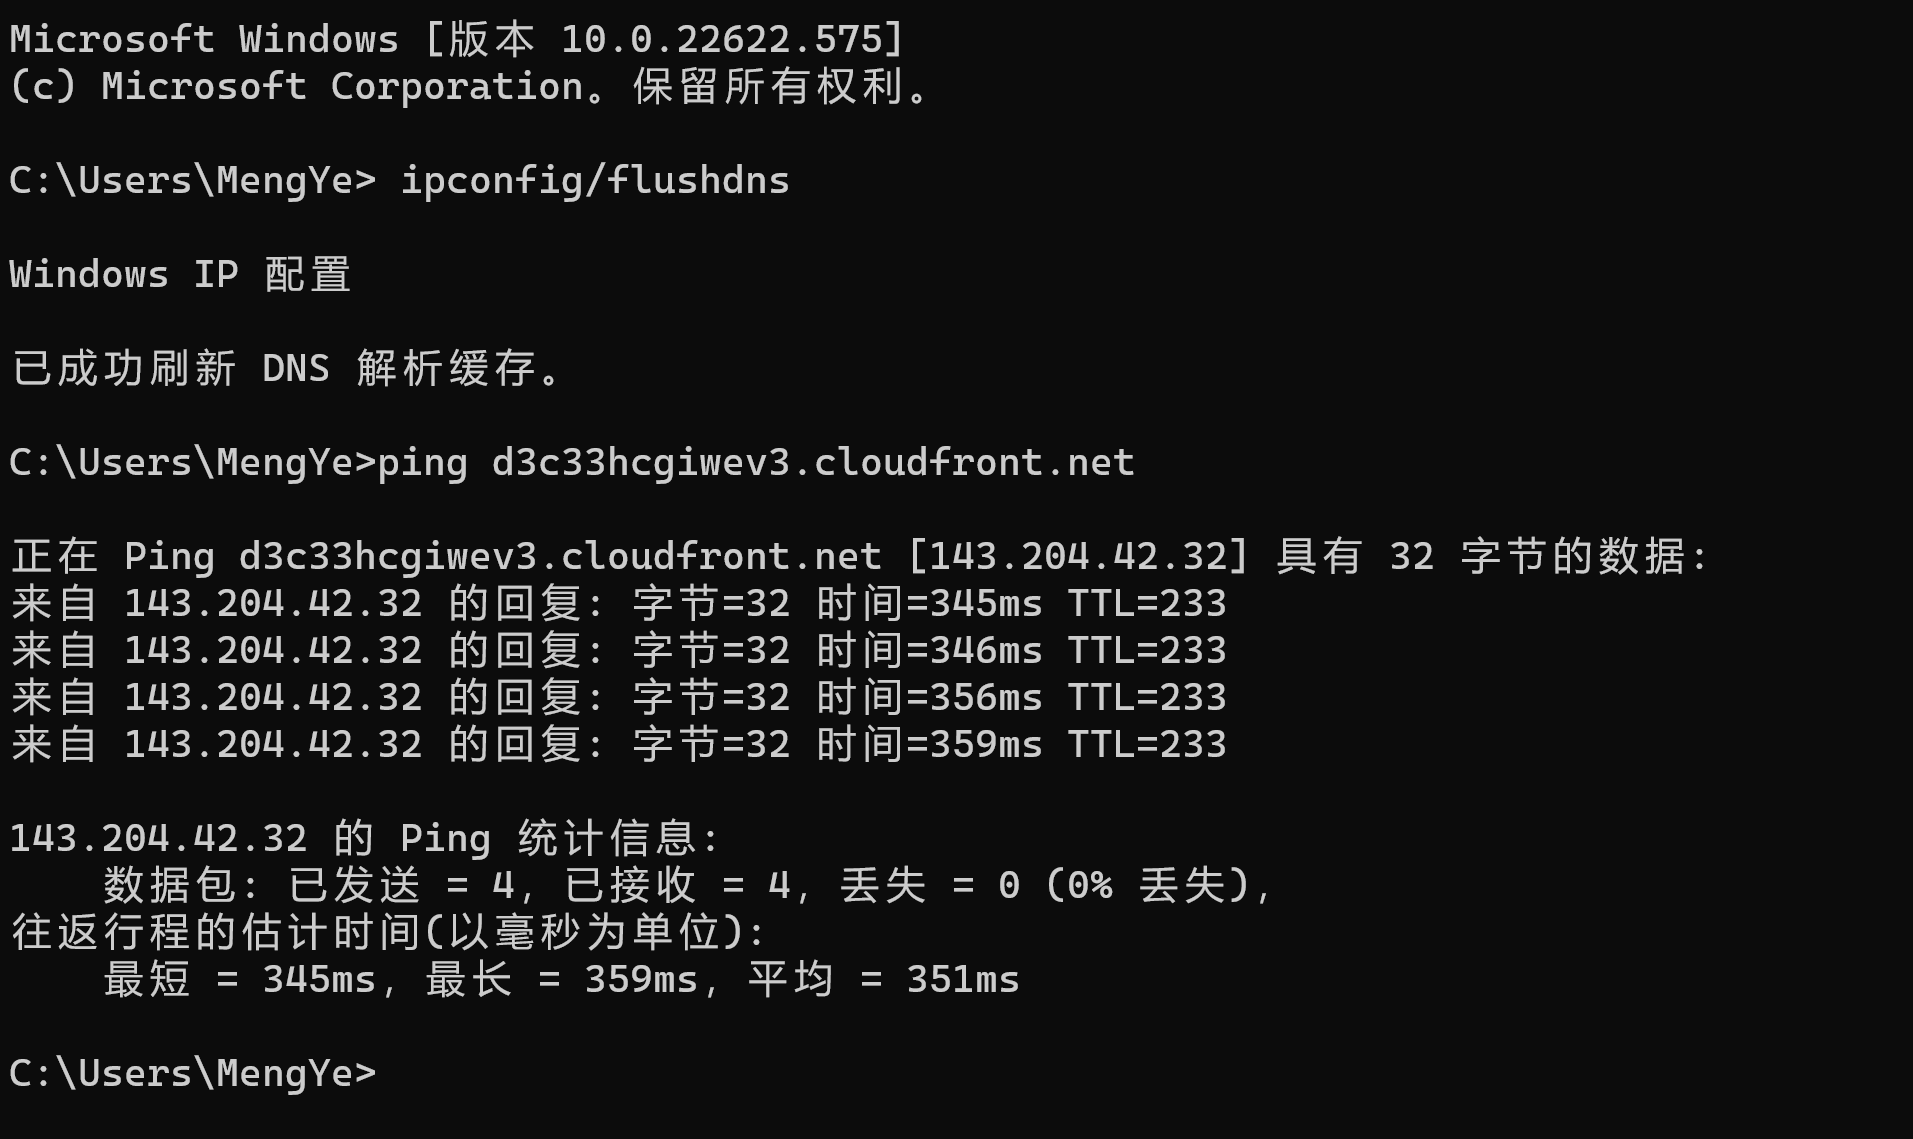 Microsoft Windows [版本 10.0.22622.575]
(c) Microsoft Corporation。保留所有权利。
C:\Users\MengYe> ipconfig/flushdns
Windows IP 配置
已成功刷新 DNS 解析缓存。
C:\Users\MengYe>ping d3c33hcgiwev3.cloudfront.net
正在 Ping d3c33hcgiwev3.cloudfront.net [143.204.42.32] 具有 32 字节的数据:
来自 143.204.42.32 的回复: 字节=32 时间=345ms TTL=233
来自 143.204.42.32 的回复: 字节=32 时间=346ms TTL=233
来自 143.204.42.32 的回复: 字节=32 时间=356ms TTL=233
来自 143.204.42.32 的回复: 字节=32 时间=359ms TTL=233
143.204.42.32 的 Ping 统计信息:
    数据包: 已发送 = 4，已接收 = 4，丢失 = 0 (0% 丢失)，
往返行程的估计时间(以毫秒为单位):
    最短 = 345ms，最长 = 359ms，平均 = 351ms
C:\Users\MengYe>